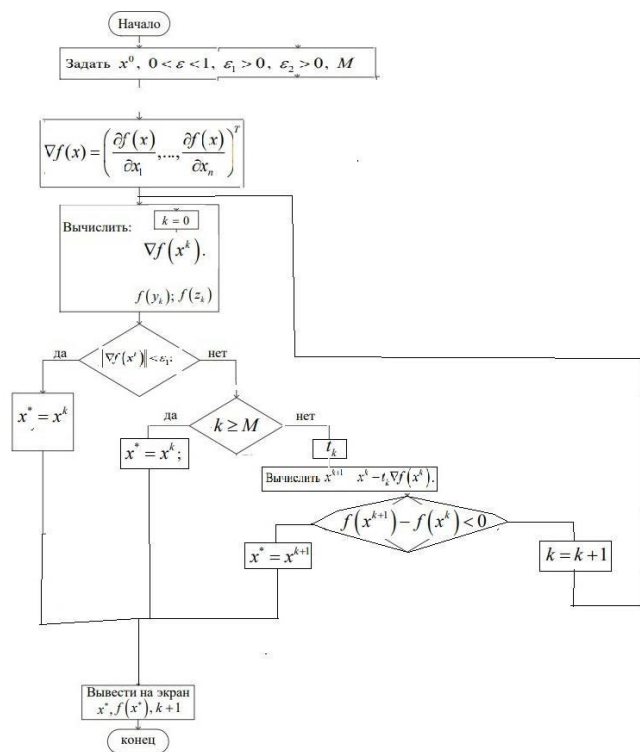 Начало
Задать x⁰, 0 < ε < 1, ε₁ > 0, ε₂ > 0, M
∇f(x) = (∂f(x)/∂x₁, ..., ∂f(x)/∂xₙ)ᵀ
k = 0
Вычислить:
∇f(xᵏ).
f(yₖ); f(zₖ)
|∇f(xᵗ)‖ < ε₁;
да
нет
x* = xᵏ
k ≥ M
да
нет
x* = xᵏ;
tₖ
Вычислить xᵏ⁺¹ xᵏ − tₖ∇f(xᵏ).
f(xᵏ⁺¹) − f(xᵏ) < 0
x* = xᵏ⁺¹
k = k + 1
Вывести на экран
x*, f(x*), k + 1
конец